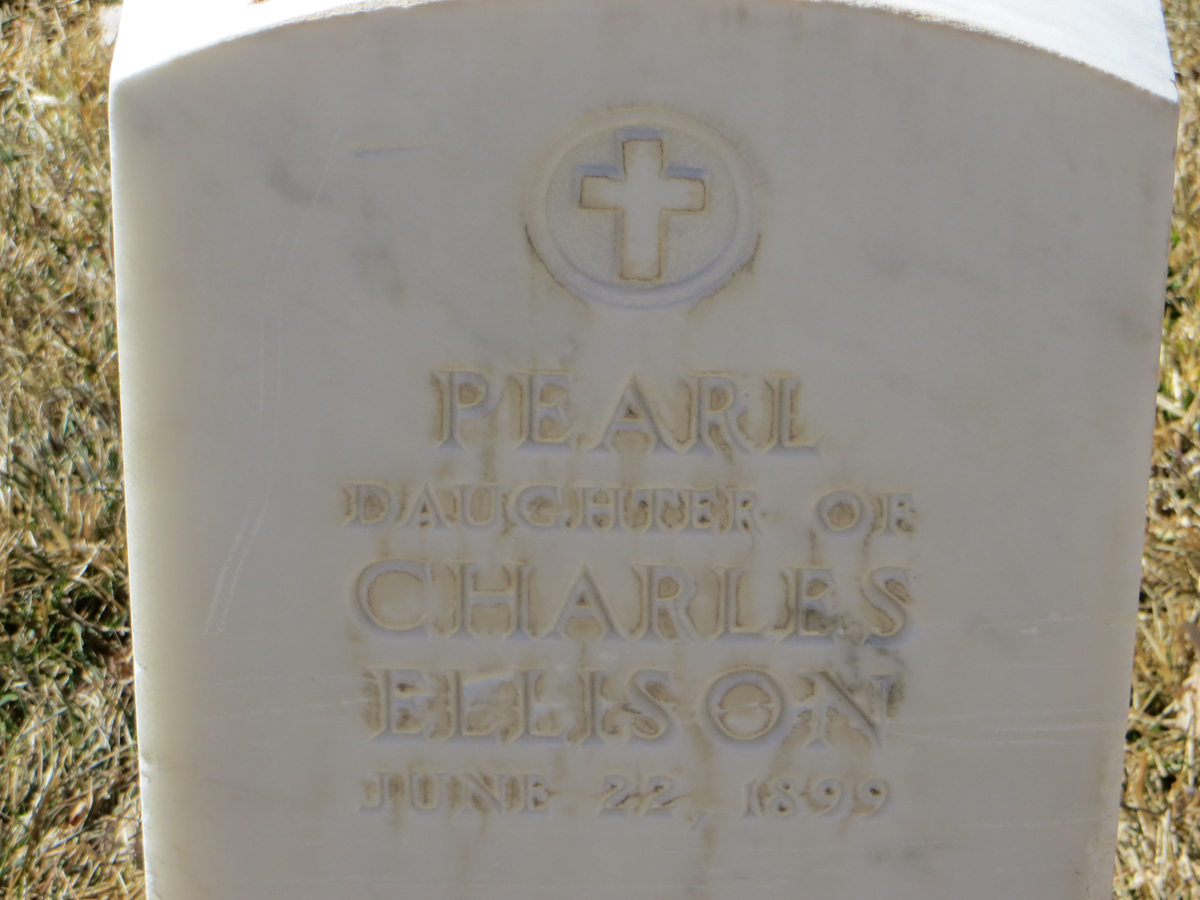 PEARL
DAUGHTER OF
CHARLES
ELLISON
JUNE 22, 1899